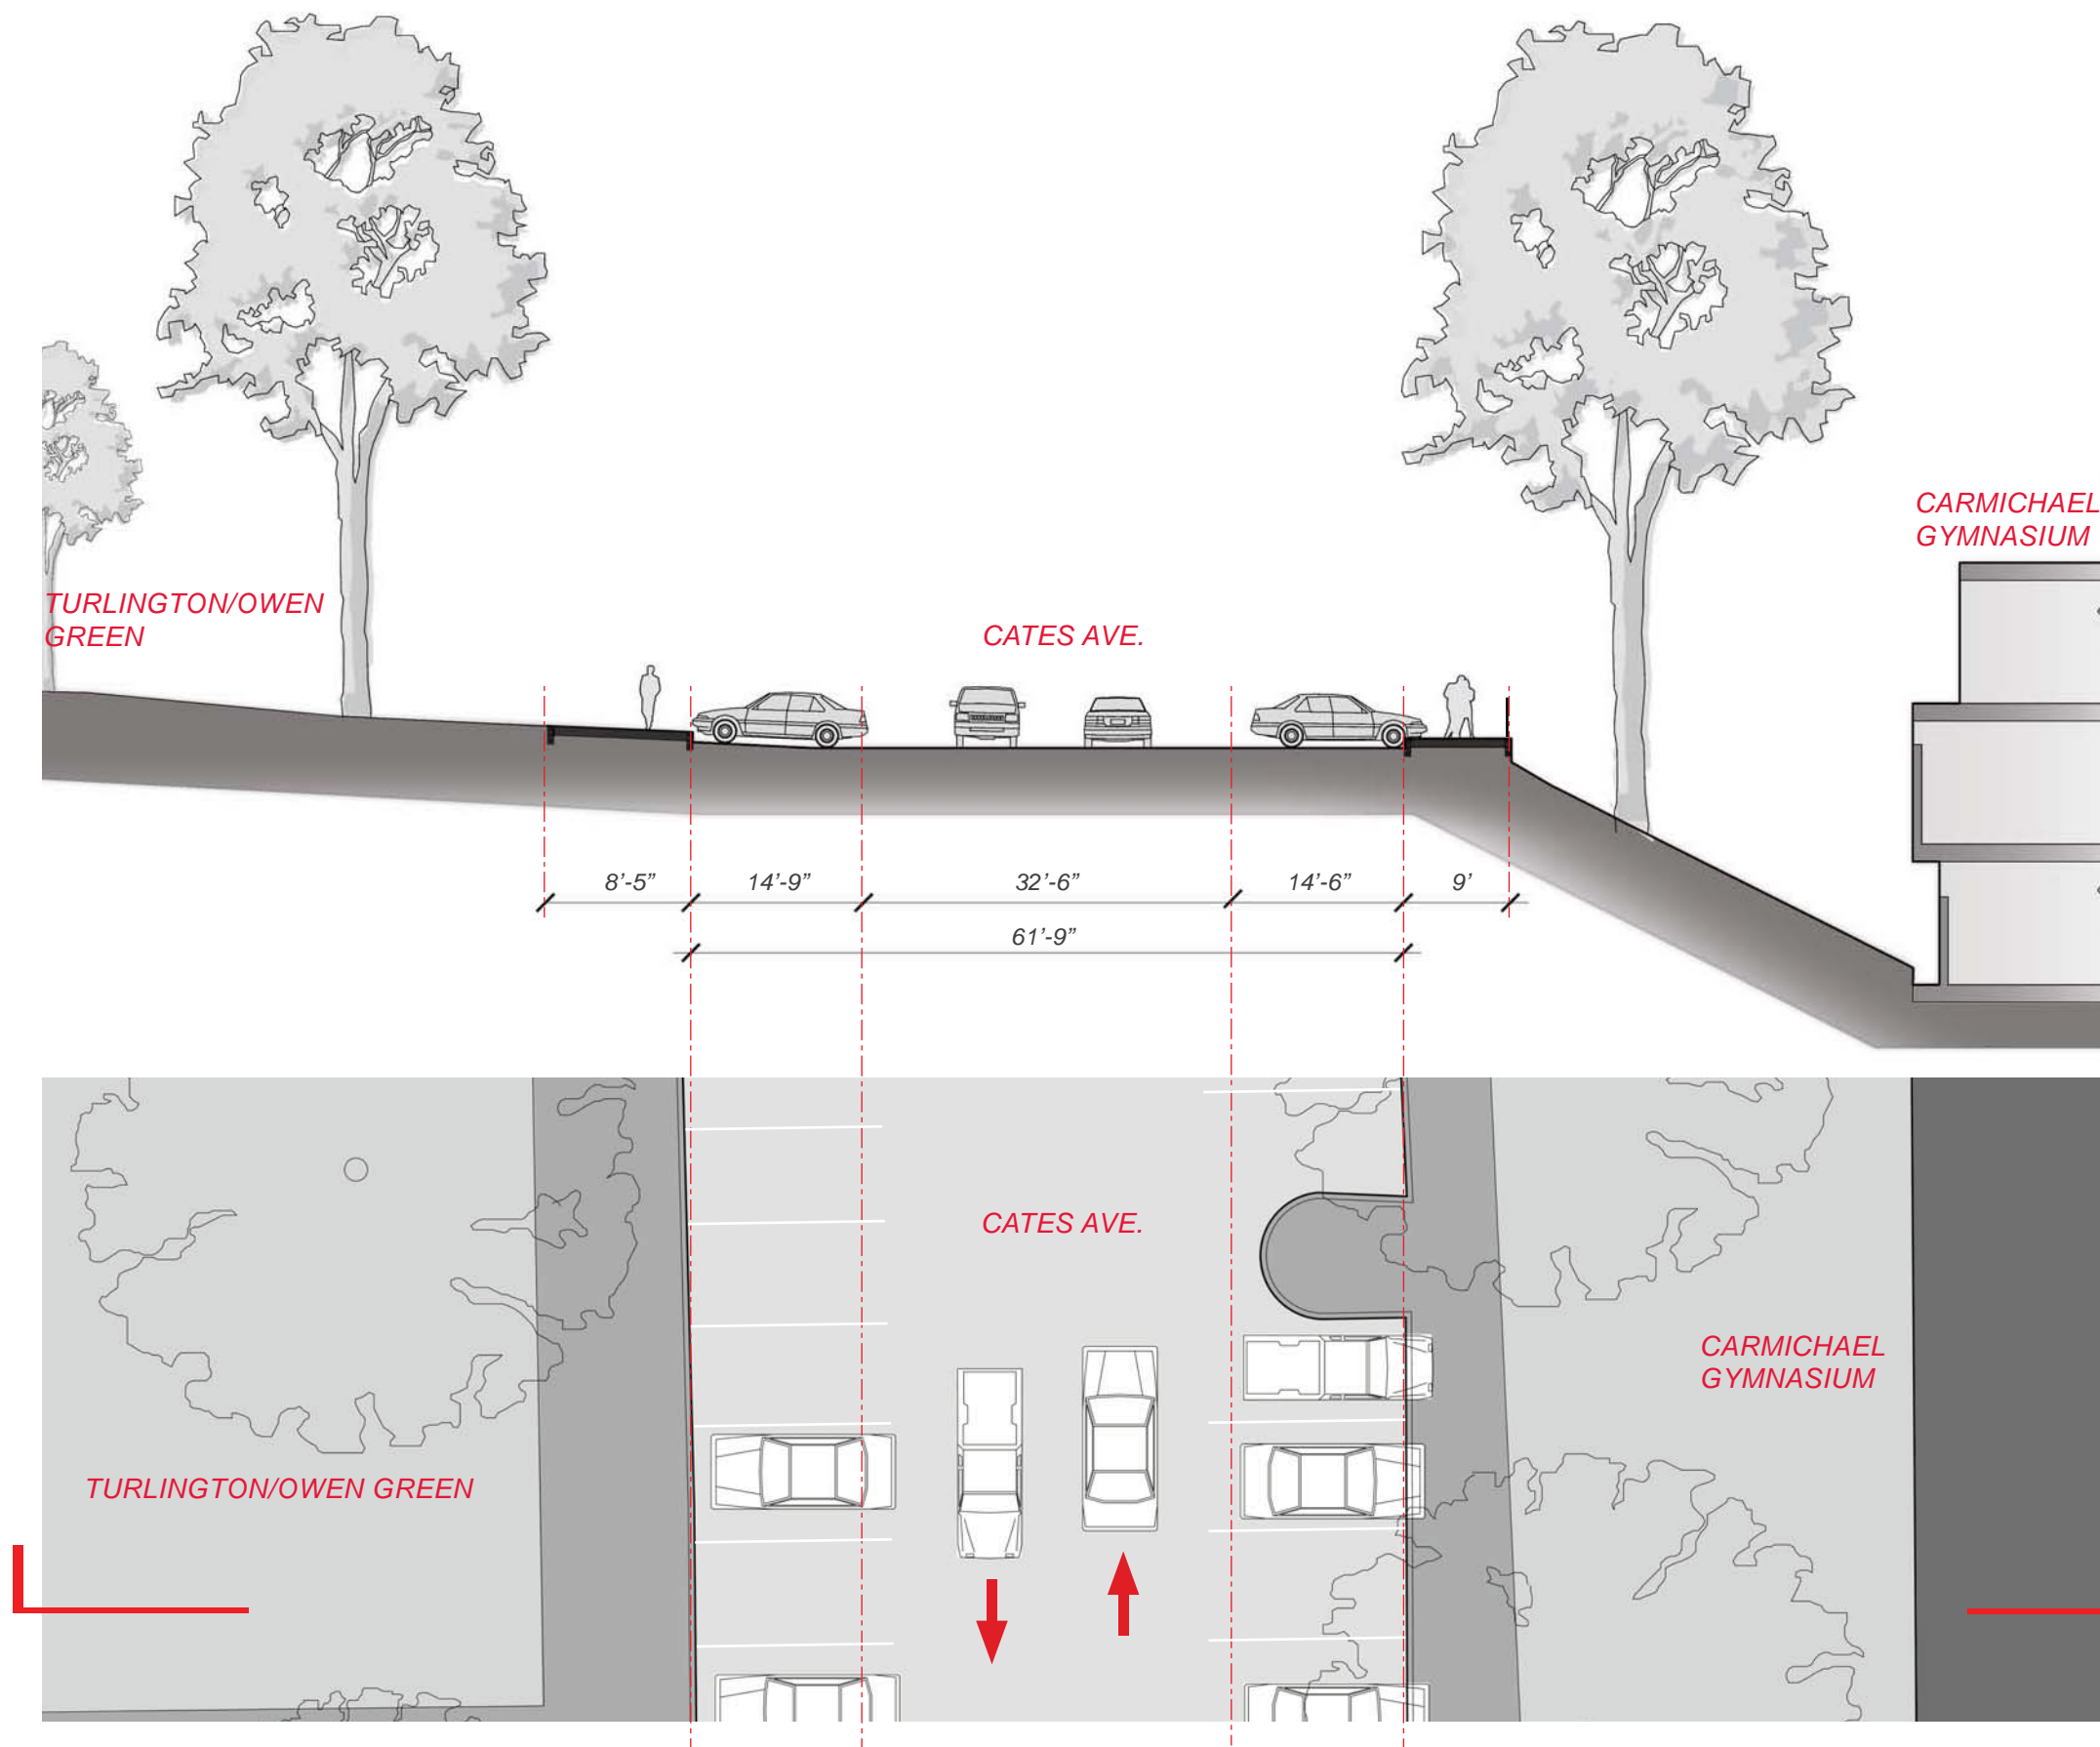 CARMICHAEL
GYMNASIUM
TURLINGTON/OWEN
GREEN
CATES AVE.
8’-5”
14’-9”
32’-6”
14’-6”
9’
61’-9”
CATES AVE.
CARMICHAEL
GYMNASIUM
TURLINGTON/OWEN GREEN